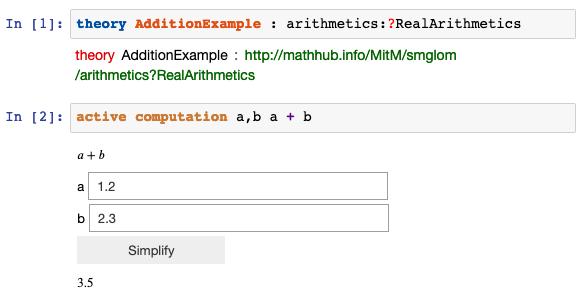 In [1]: theory AdditionExample : arithmetics:?RealArithmetics
theory AdditionExample : http://mathhub.info/MitM/smglom
/arithmetics?RealArithmetics
In [2]: active computation a,b a + b
a + b
a 1.2
b 2.3
Simplify
3.5